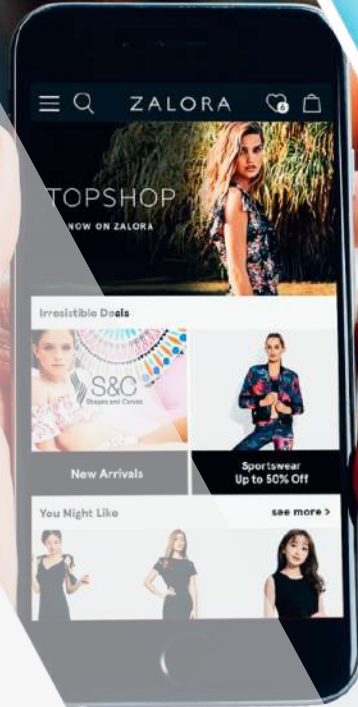 ZALORA
6
TOPSHOP
NOW ON ZALORA
Irresistible Deals
S&C
Shapes and Curves
New Arrivals
Sportswear
Up to 50% Off
You Might Like
see more >